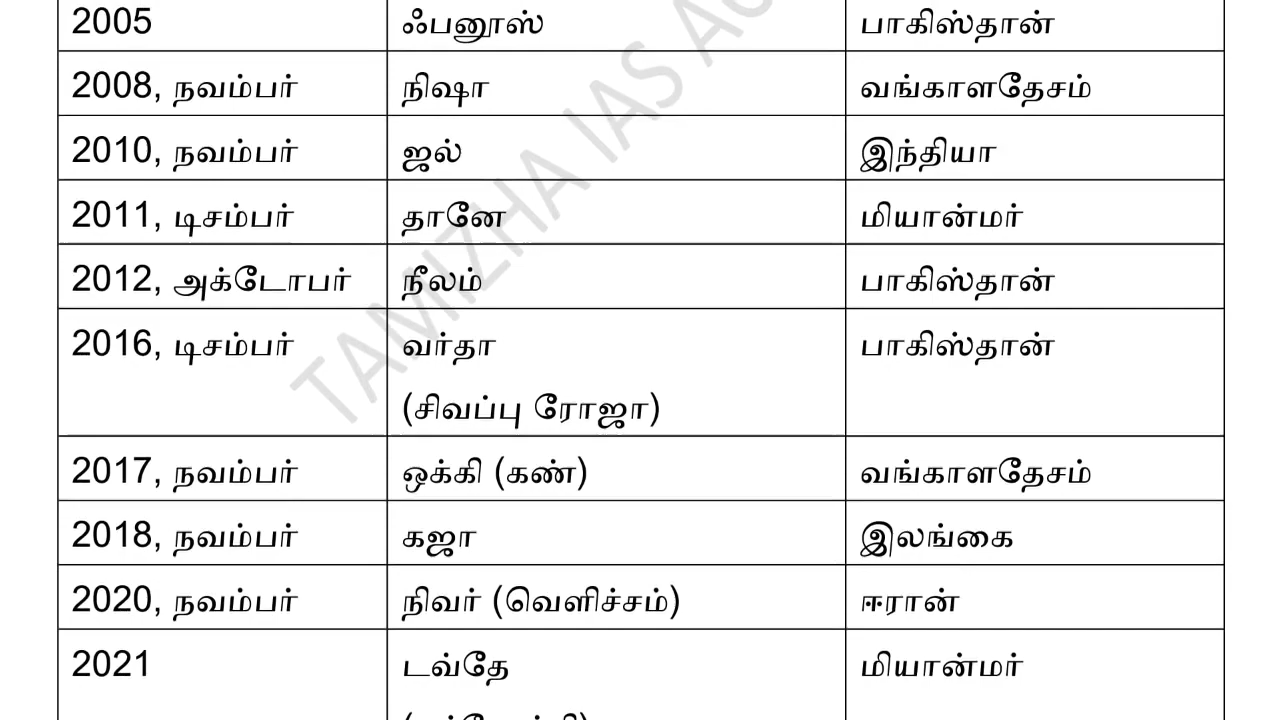 2005 ஃபனூஸ் பாகிஸ்தான்
2008, நவம்பர் நிஷா வங்காளதேசம்
2010, நவம்பர் ஜல் இந்தியா
2011, டிசம்பர் தானே மியான்மர்
2012, அக்டோபர் நீலம் பாகிஸ்தான்
2016, டிசம்பர் வர்தா பாகிஸ்தான்
(சிவப்பு ரோஜா)
2017, நவம்பர் ஒக்கி (கண்) வங்காளதேசம்
2018, நவம்பர் கஜா இலங்கை
2020, நவம்பர் நிவர் (வெளிச்சம்) ஈரான்
2021 டவ்தே மியான்மர்
TAMIZHA IAS